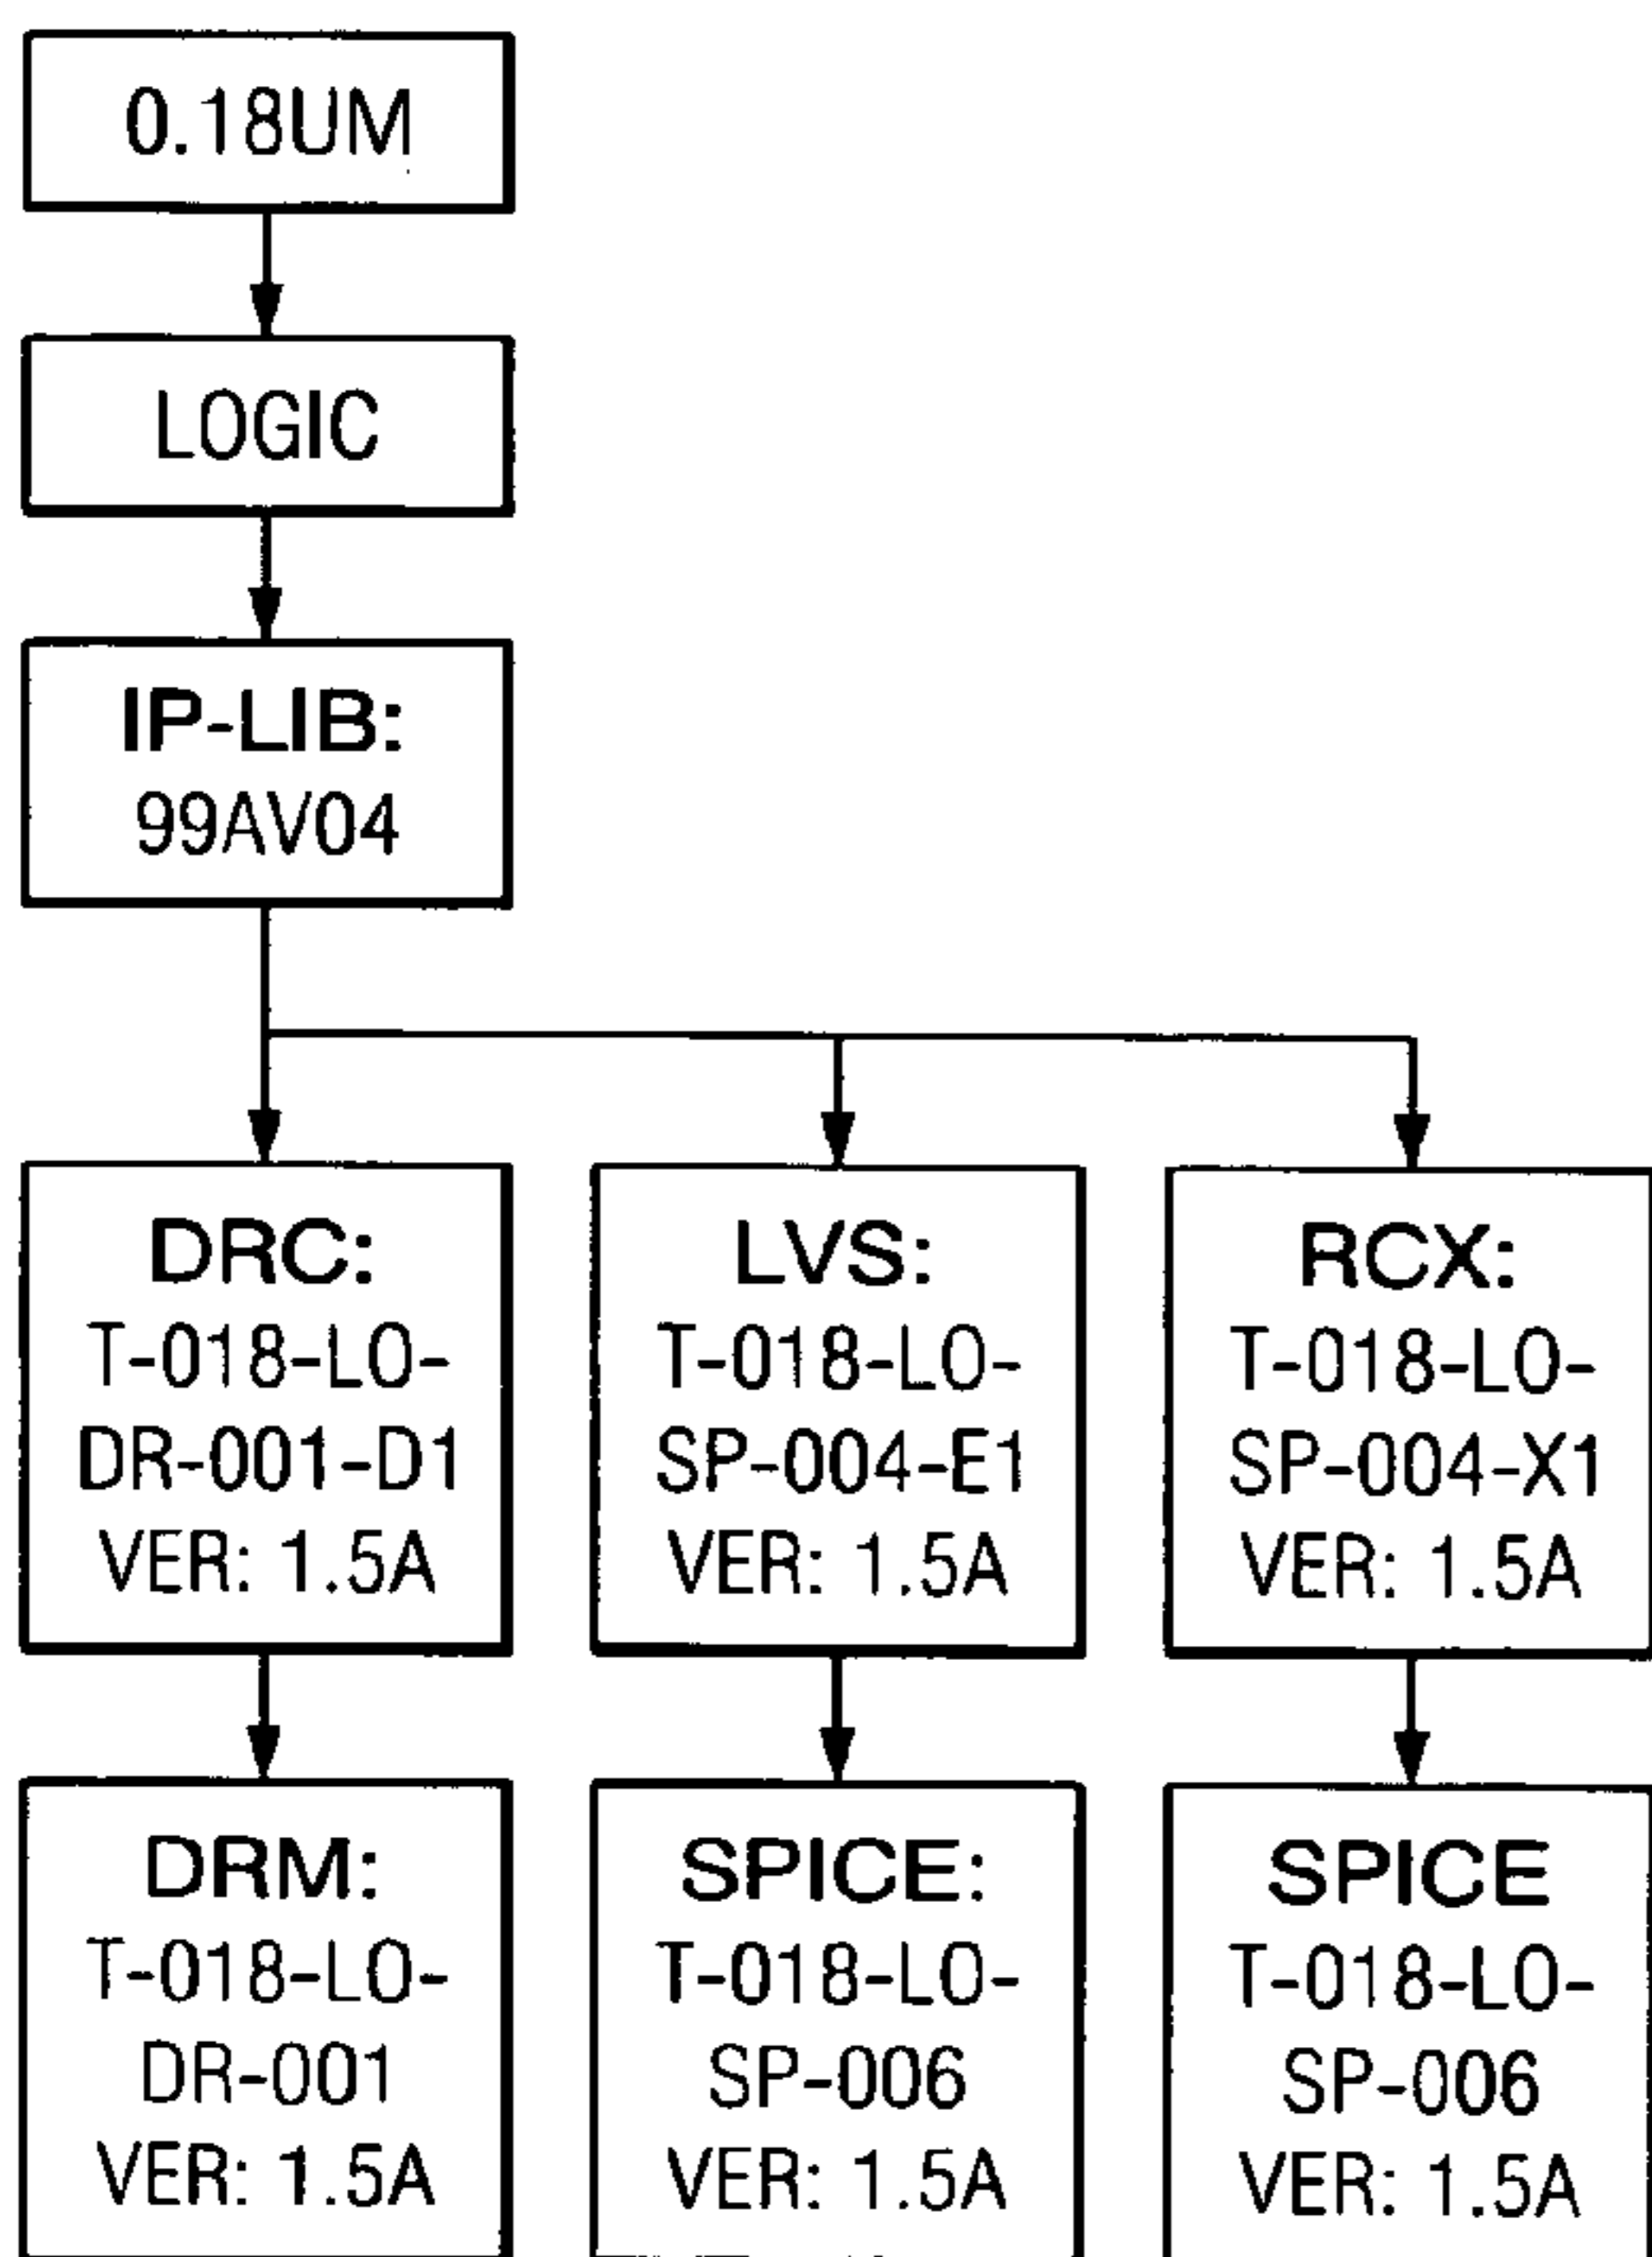 0.18UM
LOGIC
IP-LIB:
99AV04
DRC:
T-018-LO-
DR-001-D1
VER: 1.5A
LVS:
T-018-LO-
SP-004-E1
VER: 1.5A
RCX:
T-018-LO-
SP-004-X1
VER: 1.5A
DRM:
T-018-LO-
DR-001
VER: 1.5A
SPICE:
T-018-LO-
SP-006
VER: 1.5A
SPICE
T-018-LO-
SP-006
VER: 1.5A